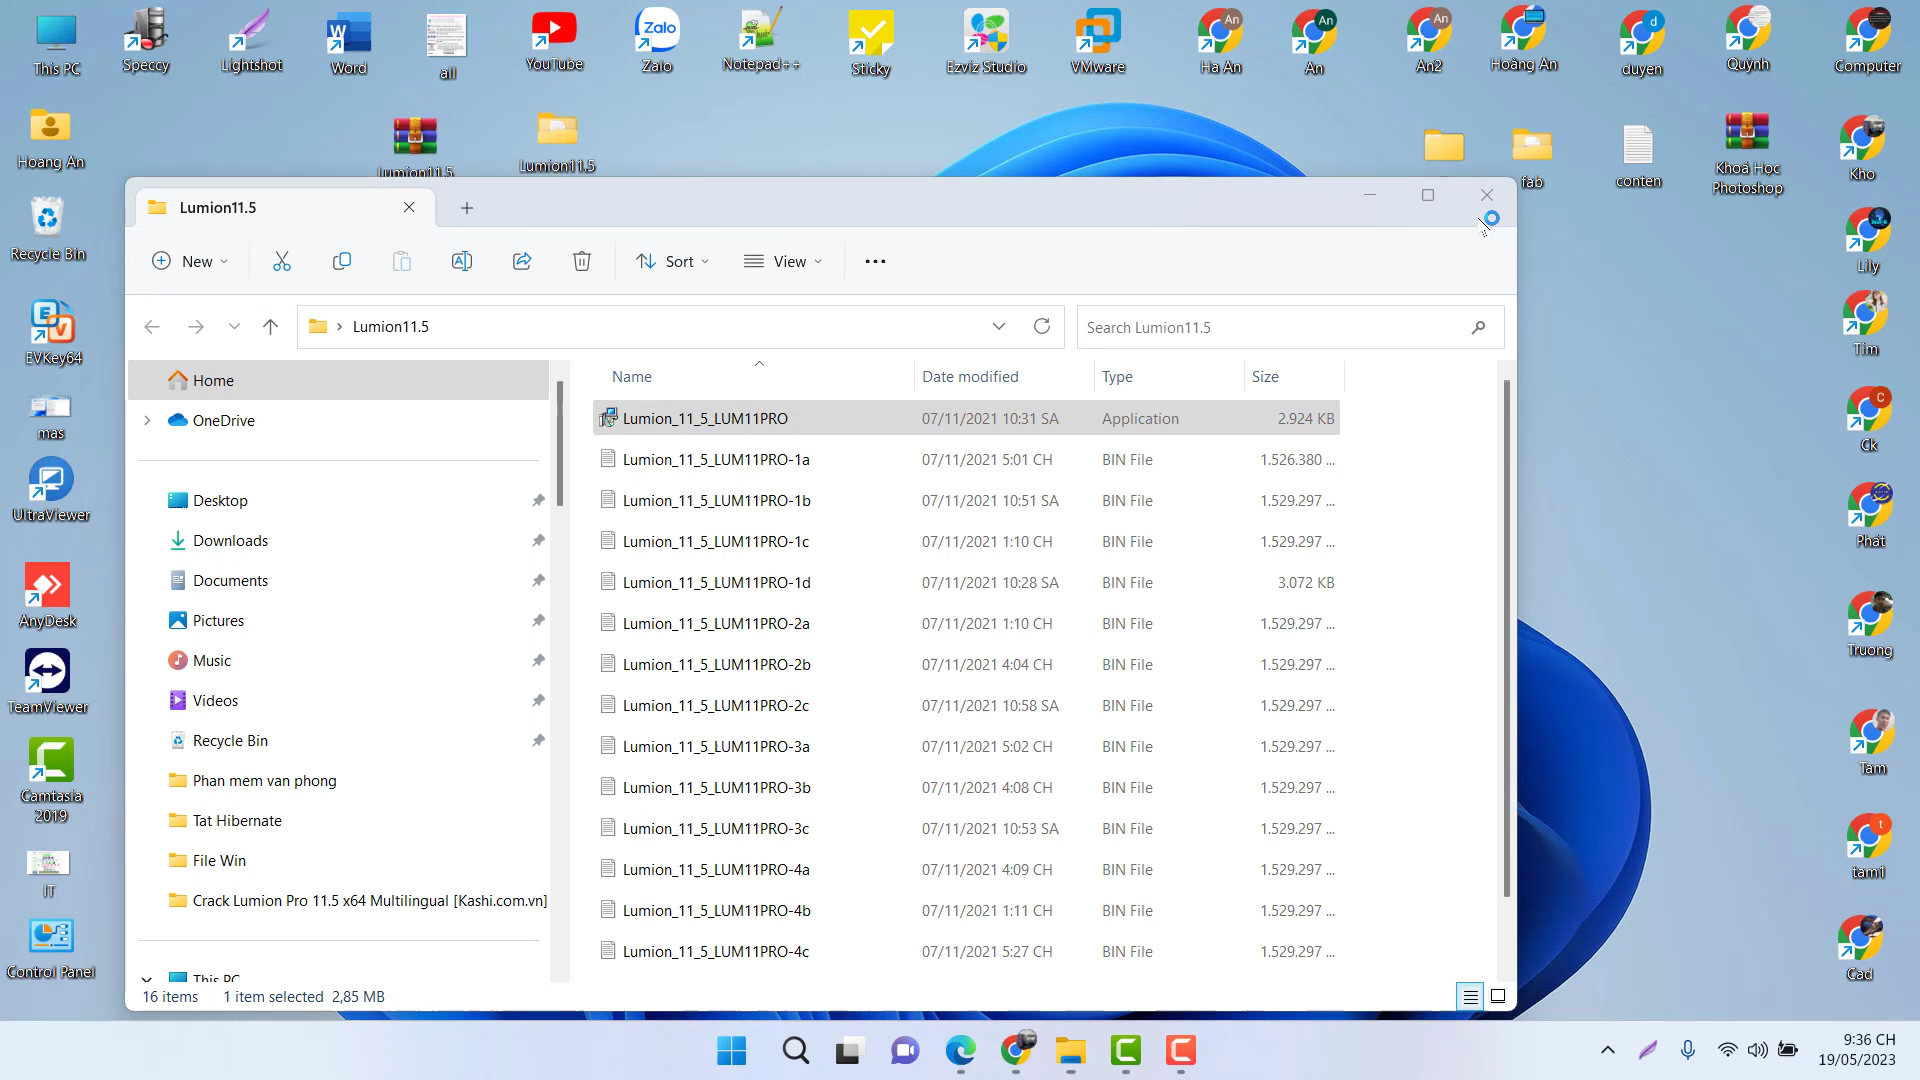 This PC
Speccy
Lightshot
Word
all
YouTube
Zalo
Notepad++
Sticky
Ezviz Studio
VMware
Ha An
An
An2
Hoàng An
duyen
Quỳnh
Computer
Hoang An
Lumion11.5
Lumion11.5
fab
conten
Khoá Học
Photoshop
Kho
Recycle Bin
Lily
EVKey64
Tim
mas
Ck
UltraViewer
Phát
AnyDesk
Truong
TeamViewer
Tam
Camtasia
2019
tam1
IT
Control Panel
Cad
Lumion11.5
New
Sort
View
Lumion11.5
Search Lumion11.5
Home
OneDrive
Desktop
Downloads
Documents
Pictures
Music
Videos
Recycle Bin
Phan mem van phong
Tat Hibernate
File Win
Crack Lumion Pro 11.5 x64 Multilingual [Kashi.com.vn]
This PC
Name Date modified Type Size
Lumion_11_5_LUM11PRO 07/11/2021 10:31 SA Application 2.924 KB
Lumion_11_5_LUM11PRO-1a 07/11/2021 5:01 CH BIN File 1.526.380 ...
Lumion_11_5_LUM11PRO-1b 07/11/2021 10:51 SA BIN File 1.529.297 ...
Lumion_11_5_LUM11PRO-1c 07/11/2021 1:10 CH BIN File 1.529.297 ...
Lumion_11_5_LUM11PRO-1d 07/11/2021 10:28 SA BIN File 3.072 KB
Lumion_11_5_LUM11PRO-2a 07/11/2021 1:10 CH BIN File 1.529.297 ...
Lumion_11_5_LUM11PRO-2b 07/11/2021 4:04 CH BIN File 1.529.297 ...
Lumion_11_5_LUM11PRO-2c 07/11/2021 10:58 SA BIN File 1.529.297 ...
Lumion_11_5_LUM11PRO-3a 07/11/2021 5:02 CH BIN File 1.529.297 ...
Lumion_11_5_LUM11PRO-3b 07/11/2021 4:08 CH BIN File 1.529.297 ...
Lumion_11_5_LUM11PRO-3c 07/11/2021 10:53 SA BIN File 1.529.297 ...
Lumion_11_5_LUM11PRO-4a 07/11/2021 4:09 CH BIN File 1.529.297 ...
Lumion_11_5_LUM11PRO-4b 07/11/2021 1:11 CH BIN File 1.529.297 ...
Lumion_11_5_LUM11PRO-4c 07/11/2021 5:27 CH BIN File 1.529.297 ...
16 items 1 item selected 2,85 MB
9:36 CH
19/05/2023